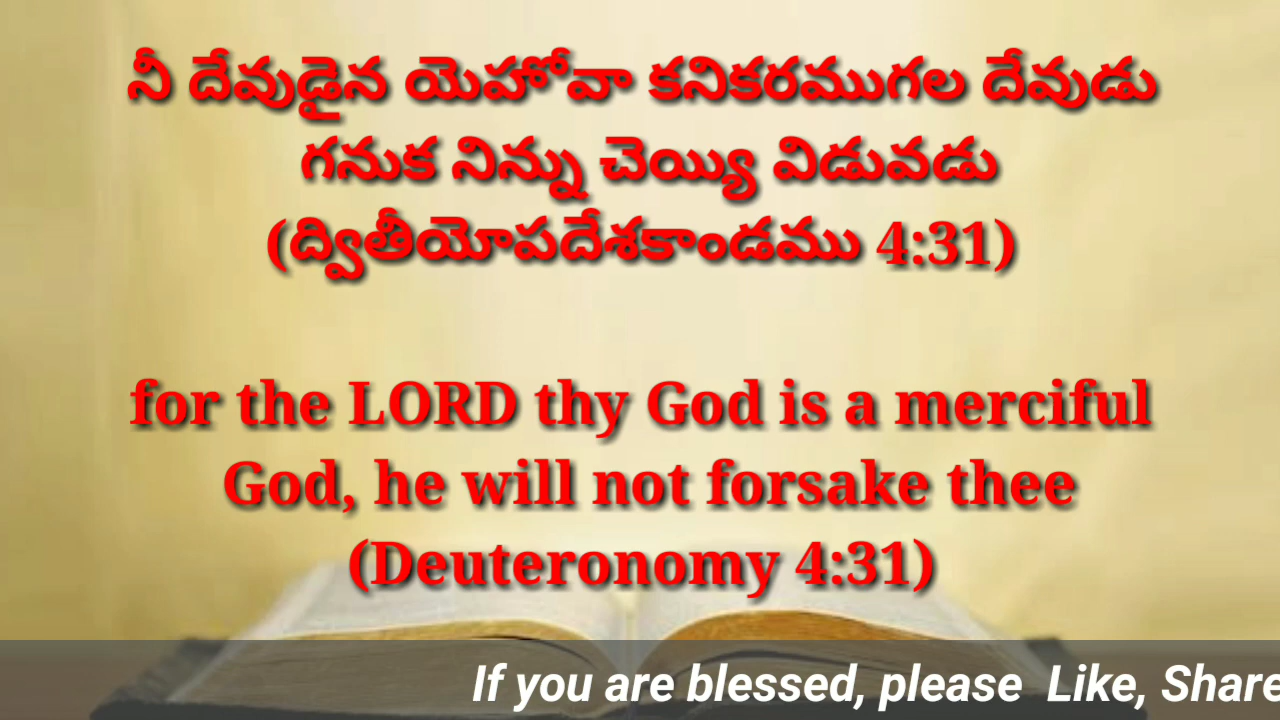 నీ దేవుడైన యెహోవా కనికరముగల దేవుడు
గనుక నిన్ను చెయ్యి విడువడు
(ద్వితీయోపదేశకాండము 4:31)
for the LORD thy God is a merciful
God, he will not forsake thee
(Deuteronomy 4:31)
If you are blessed, please Like, Share